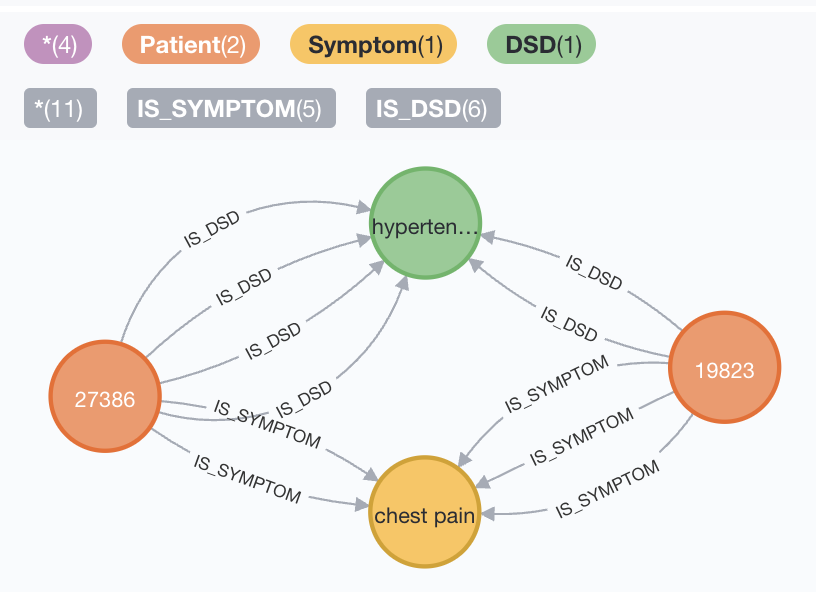 *(4) Patient(2) Symptom(1) DSD(1)
*(11) IS_SYMPTOM(5) IS_DSD(6)
IS_DSD
hyperten…
IS_DSD
IS_DSD
IS_DSD
IS_DSD
IS_DSD
19823
27386
IS_SYMPTOM
IS_SYMPTOM
IS_SYMPTOM
IS_SYMPTOM
IS_SYMPTOM
chest pain